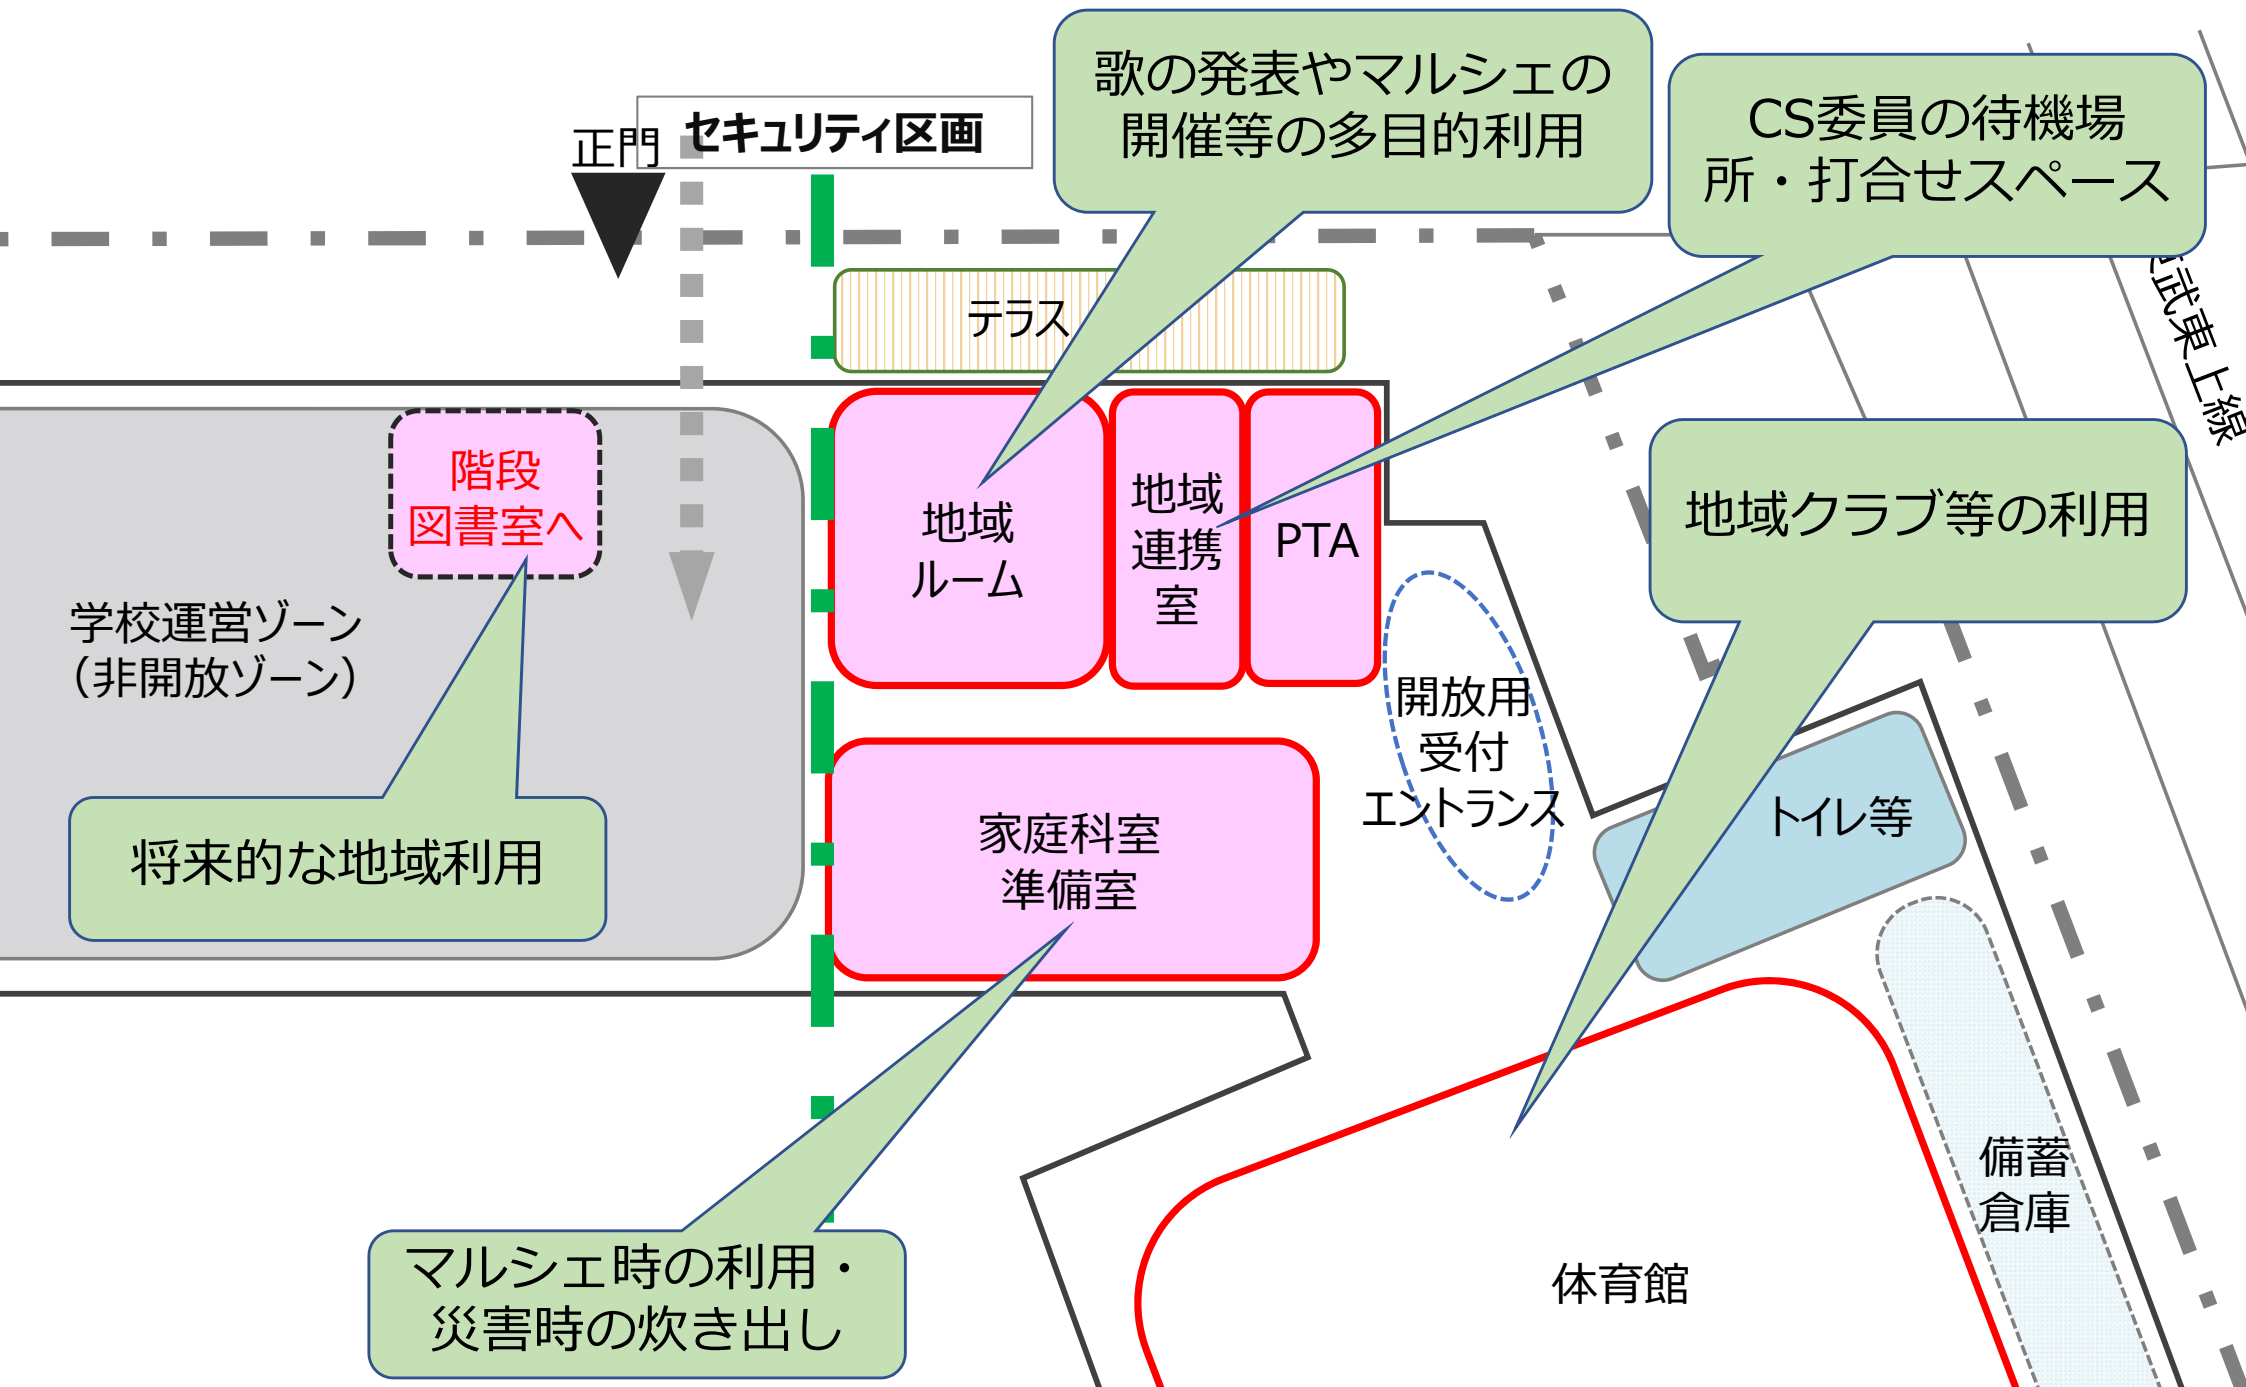 歌の発表やマルシェの
開催等の多目的利用
CS委員の待機場
所・打合せスペース
正門
セキュリティ区画
テラス
武東上線
階段
図書室へ
地域
ルーム
地域
連携
室
PTA
地域クラブ等の利用
学校運営ゾーン
（非開放ゾーン）
開放用
受付
エントランス
将来的な地域利用
家庭科室
準備室
トイレ等
備蓄
倉庫
マルシェ時の利用・
災害時の炊き出し
体育館